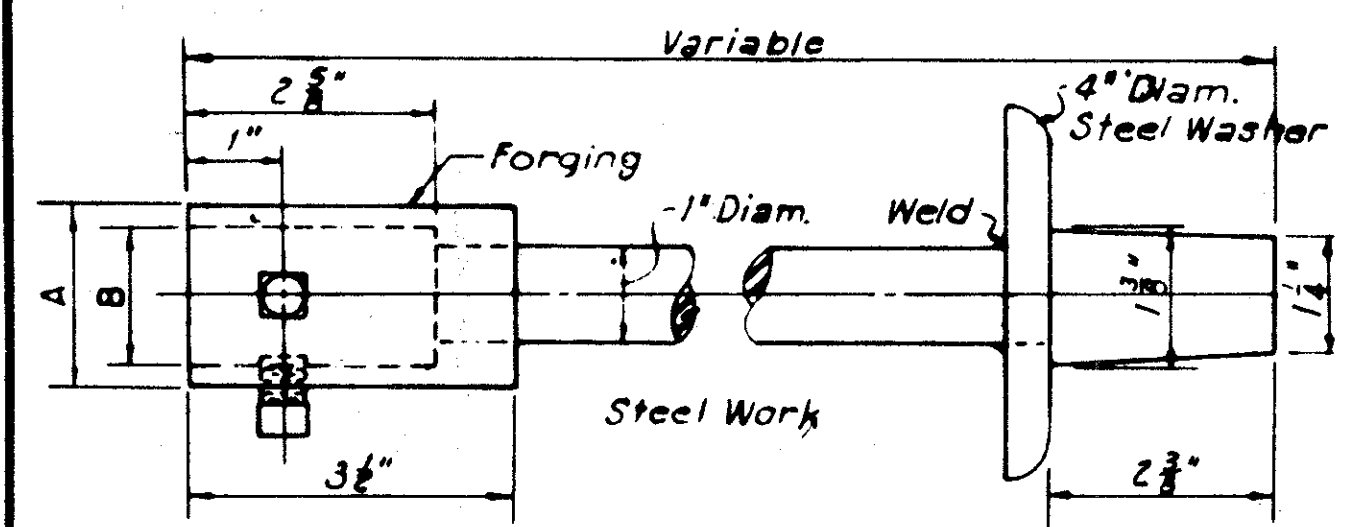 Variable
2 5/8"
4" Diam.
Steel Washer
1"
Forging
1" Diam.
Weld
A
B
1 3/8"
1 1/4"
Steel Work
3 1/2"
2 3/8"